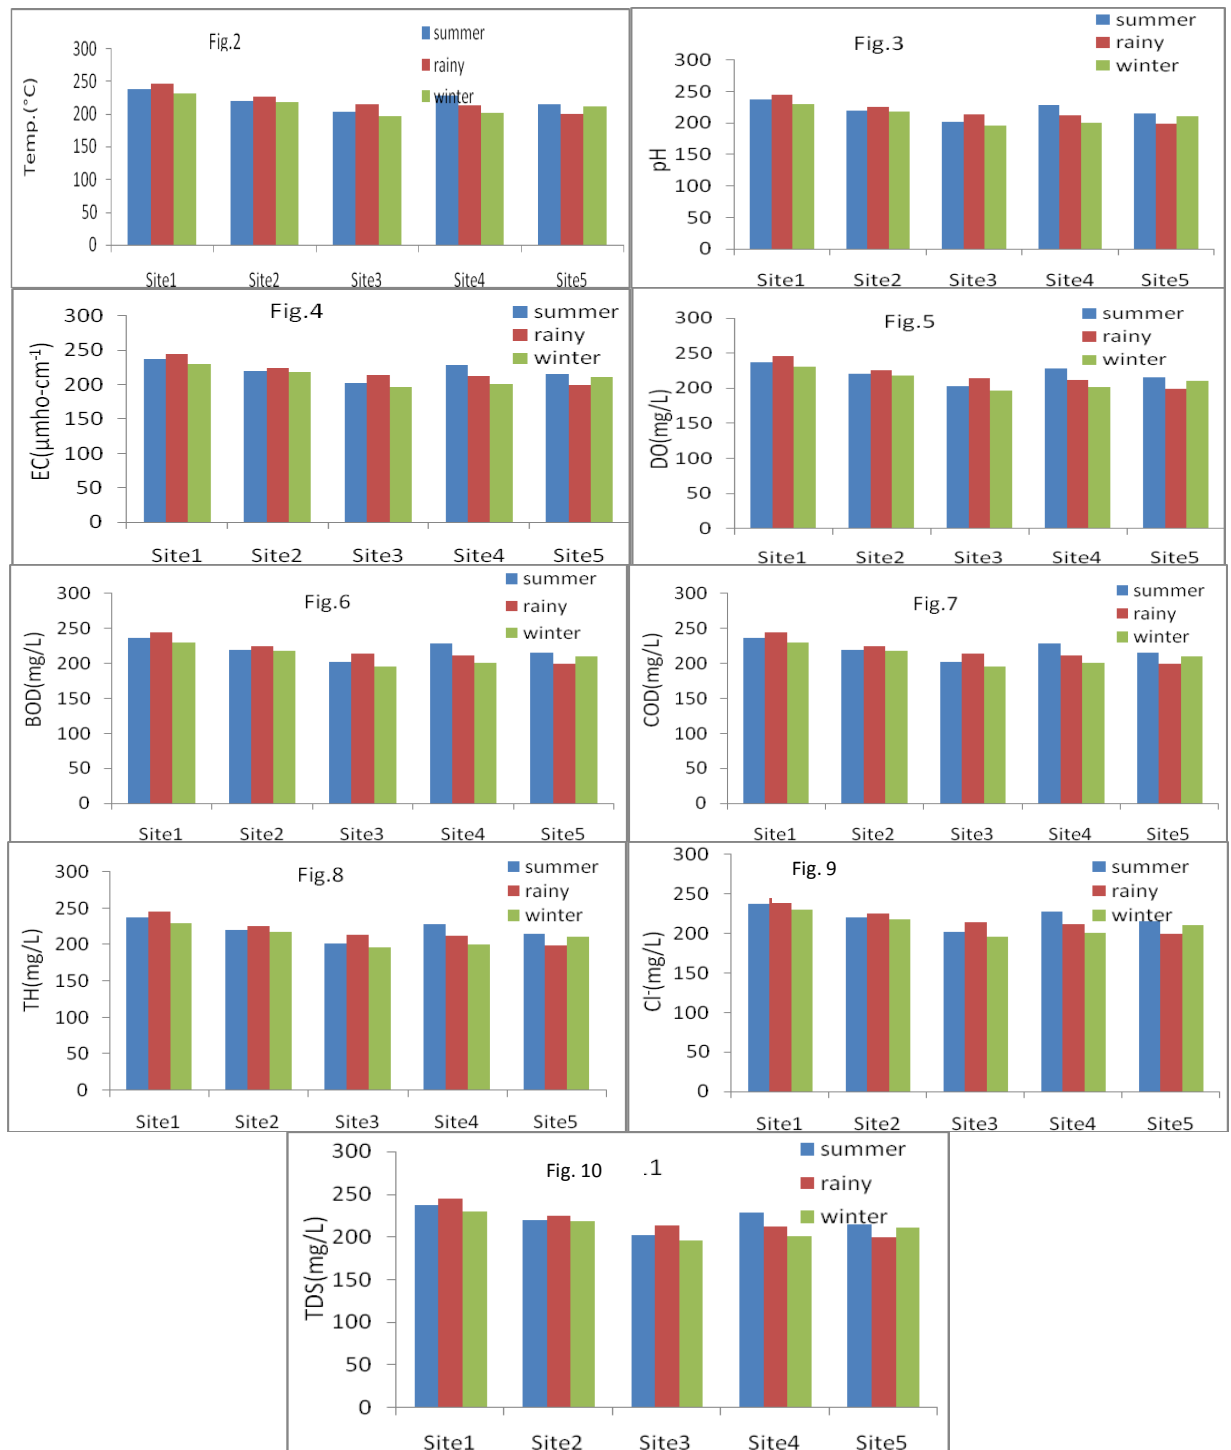 Fig.2
summer
rainy
winter
Temp.(°C)
300
250
200
150
100
50
0
Site1 Site2 Site3 Site4 Site5
Fig.3
summer
rainy
winter
pH
300
250
200
150
100
50
0
Site1 Site2 Site3 Site4 Site5
Fig.4
summer
rainy
winter
EC(µmho-cm⁻¹)
300
250
200
150
100
50
0
Site1 Site2 Site3 Site4 Site5
Fig.5
summer
rainy
winter
DO(mg/L)
300
250
200
150
100
50
0
Site1 Site2 Site3 Site4 Site5
Fig.6
summer
rainy
winter
BOD(mg/L)
300
250
200
150
100
50
0
Site1 Site2 Site3 Site4 Site5
Fig.7
summer
rainy
winter
COD(mg/L)
300
250
200
150
100
50
0
Site1 Site2 Site3 Site4 Site5
Fig.8
summer
rainy
winter
TH(mg/L)
300
250
200
150
100
50
0
Site1 Site2 Site3 Site4 Site5
Fig. 9
summer
rainy
winter
Cl⁻(mg/L)
300
250
200
150
100
50
0
Site1 Site2 Site3 Site4 Site5
Fig. 10 .1
summer
rainy
winter
TDS(mg/L)
300
250
200
150
100
50
0
Site1 Site2 Site3 Site4 Site5